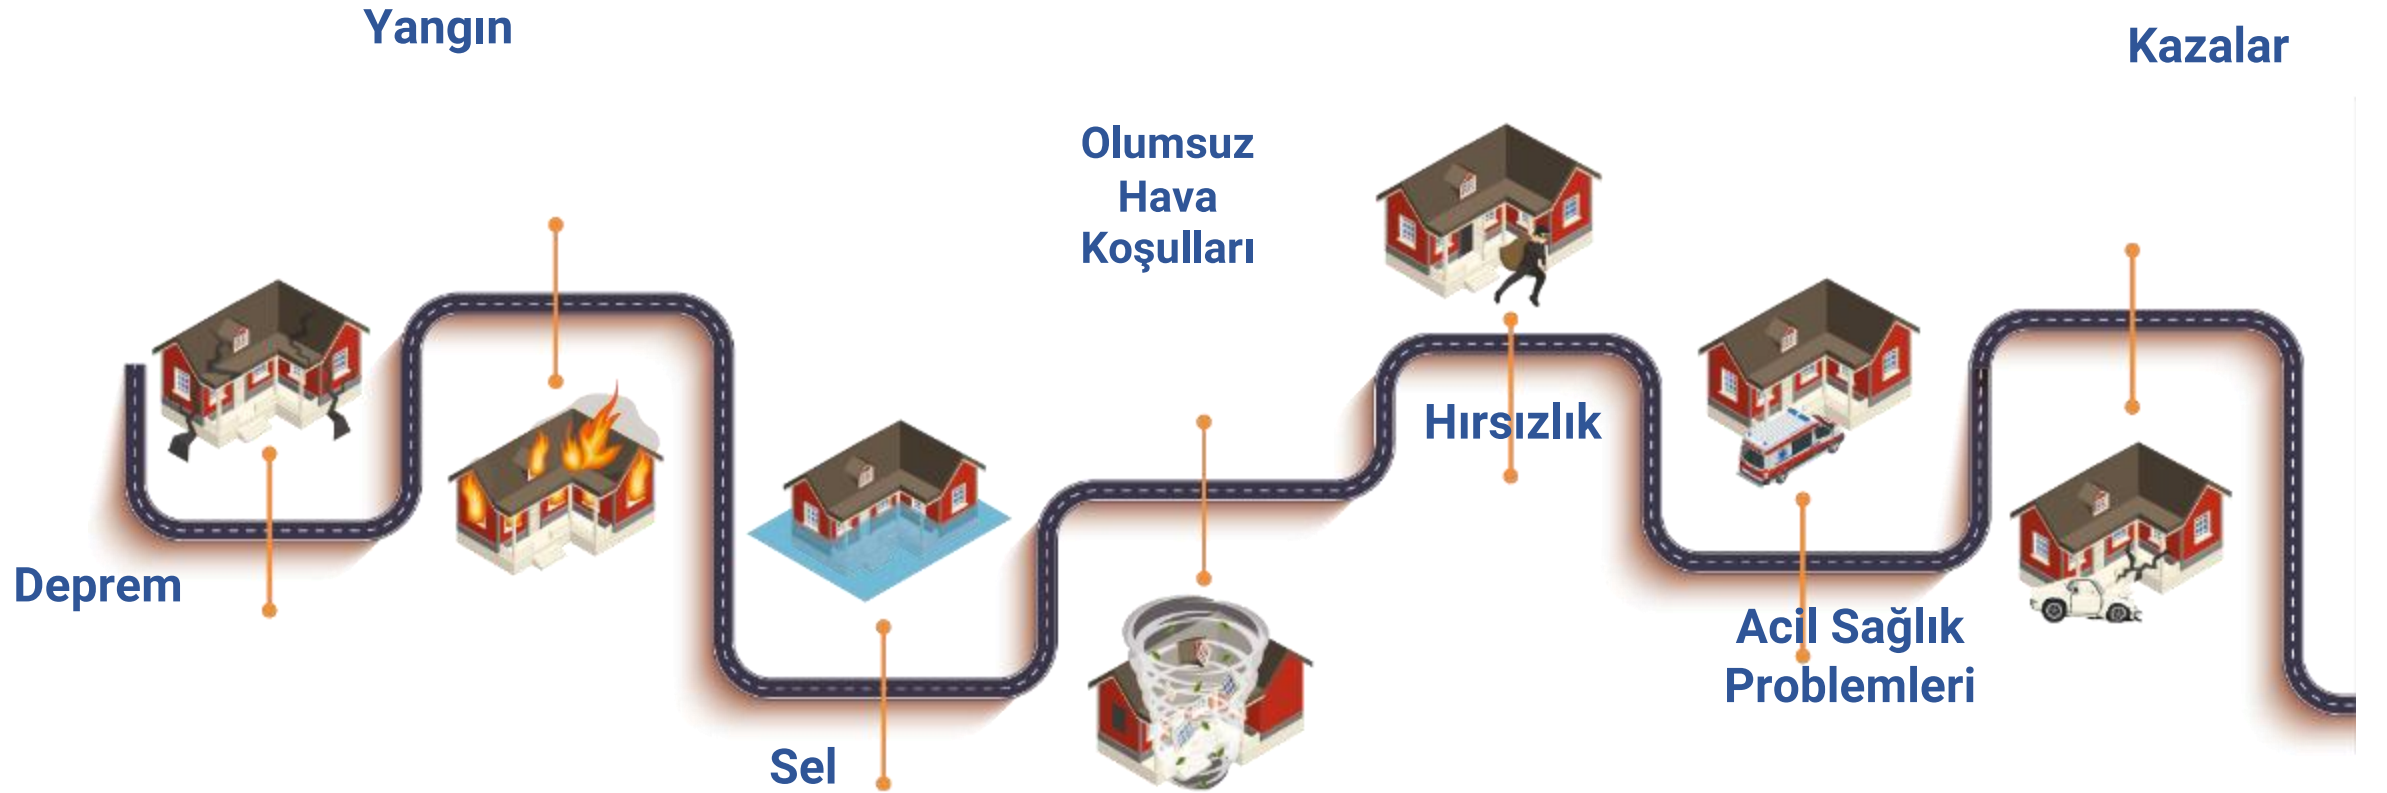 Yangın
Kazalar
Olumsuz
Hava
Koşulları
Hırsızlık
Deprem
Acil Sağlık
Problemleri
Sel